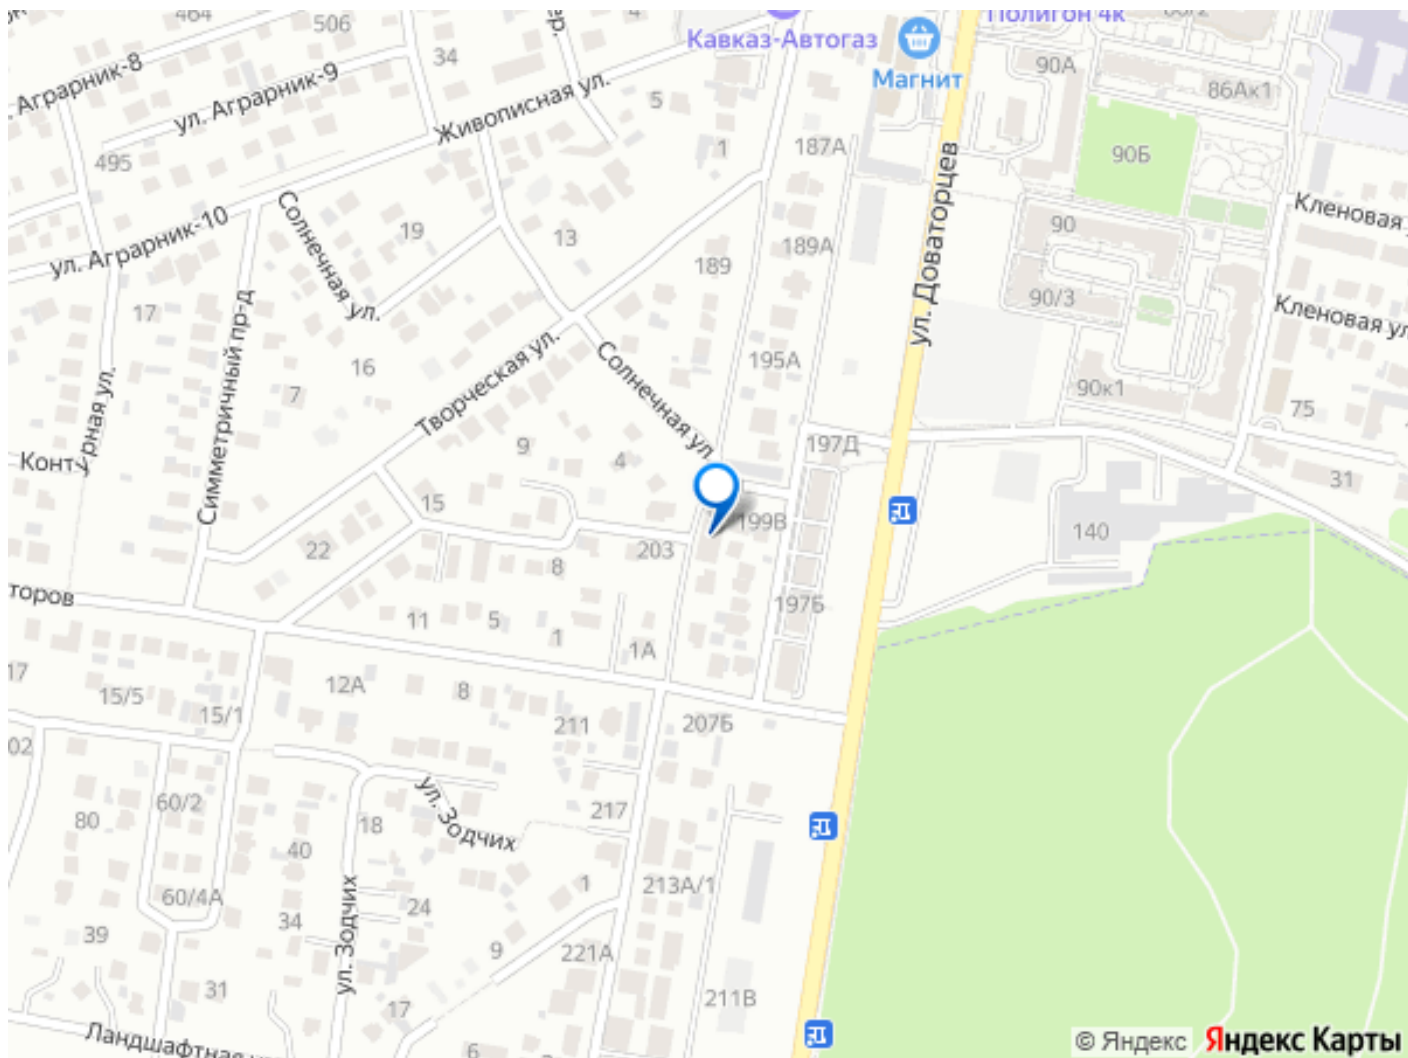 464
506
пер.
4
Кавказ-Автогаз
Полигон 4к
Магнит
90А
86Ак1
ул. Аграрник-8
34
ул. Аграрник-9
Живописная ул.
5
495
1
187А
90Б
ул. Доваторцев
Кленовая
ул. Аграрник-10
Солнечная ул.
19
13
189А
90
189
90/3
Кленовая ул.
17
Симметричный пр-д
16
7
Творческая ул.
Солнечная ул.
195А
90к1
75
9
4
197Д
31
15
199В
140
22
203
8
торов
11
5
1
197Б
1А
17
15/5
15/1
12А
8
211
207Б
02
60/2
80
18
40
ул. Зодчих
217
60/4А
34
24
ул. Зодчих
1
213А/1
39
9
221А
31
17
211В
Ландшафтная
6
© Яндекс Яндекс Карты